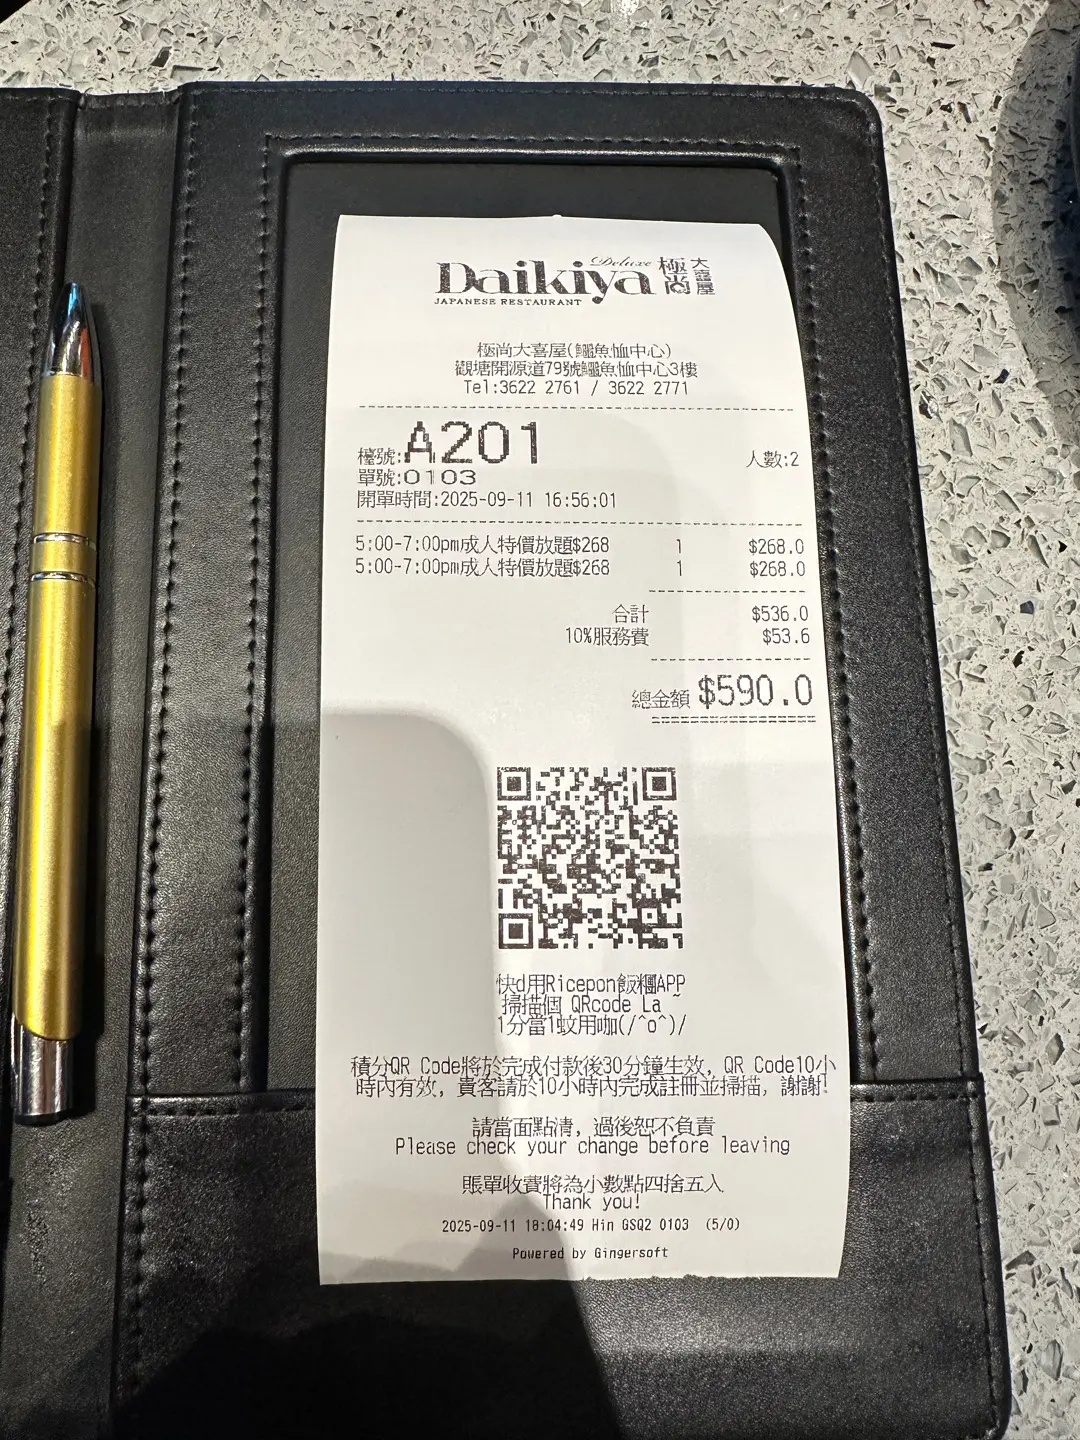 Deluxe
Daikiya 極尚大喜屋
JAPANESE RESTAURANT
極尚大喜屋(鱷魚恤中心)
觀塘開源道79號鱷魚恤中心3樓
Tel:3622 2761 / 3622 2771
檯號:A201 人數:2
單號:0103
開單時間:2025-09-11 16:56:01
5:00-7:00pm成人特價放題$268 1 $268.0
5:00-7:00pm成人特價放題$268 1 $268.0
合計 $536.0
10%服務費 $53.6
總金額 $590.0
快d用Ricepon飯糰APP
掃描個 QRcode La ~
1分當1蚊用咖(/^o^)/
積分QR Code將於完成付款後30分鐘生效, QR Code10小
時內有效, 貴客請於10小時內完成註冊並掃描, 謝謝!
請當面點清, 過後恕不負責
Please check your change before leaving
賬單收費將為小數點四捨五入
Thank you!
2025-09-11 18:04:49 Hin GSQ2 0103 (5/0)
Powered by Gingersoft